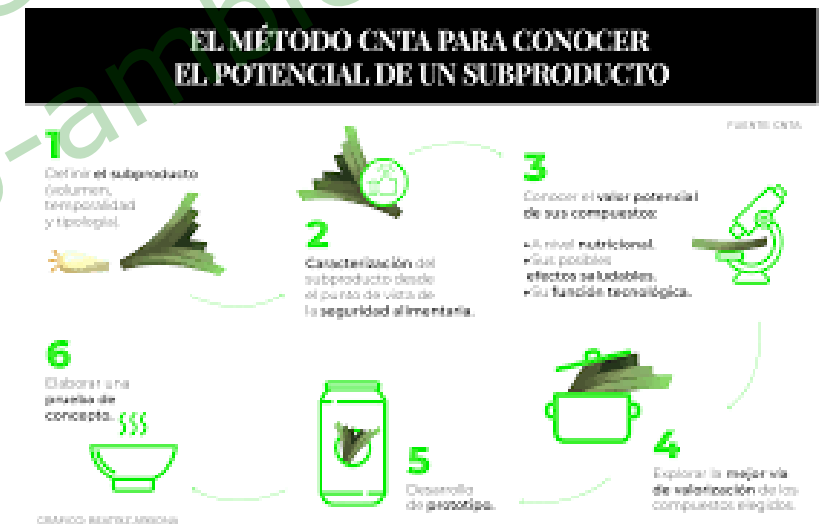 EL MÉTODO CNTA PARA CONOCER
EL POTENCIAL DE UN SUBPRODUCTO
FUENTE: CNTA
1
Definir el subproducto
(volumen,
temporalidad
y tipología).
2
Caracterización del
subproducto desde
el punto de vista de
la seguridad alimentaria.
3
Conocer el valor potencial
de sus compuestos:
•A nivel nutricional.
•Sus posibles
efectos saludables.
•Su función tecnológica.
4
Explorar la mejor vía
de valorización de los
compuestos elegidos.
5
Desarrollo
de prototipo.
6
Elaborar una
prueba de
concepto.
GRÁFICO: BEATRIZ
o-ambi